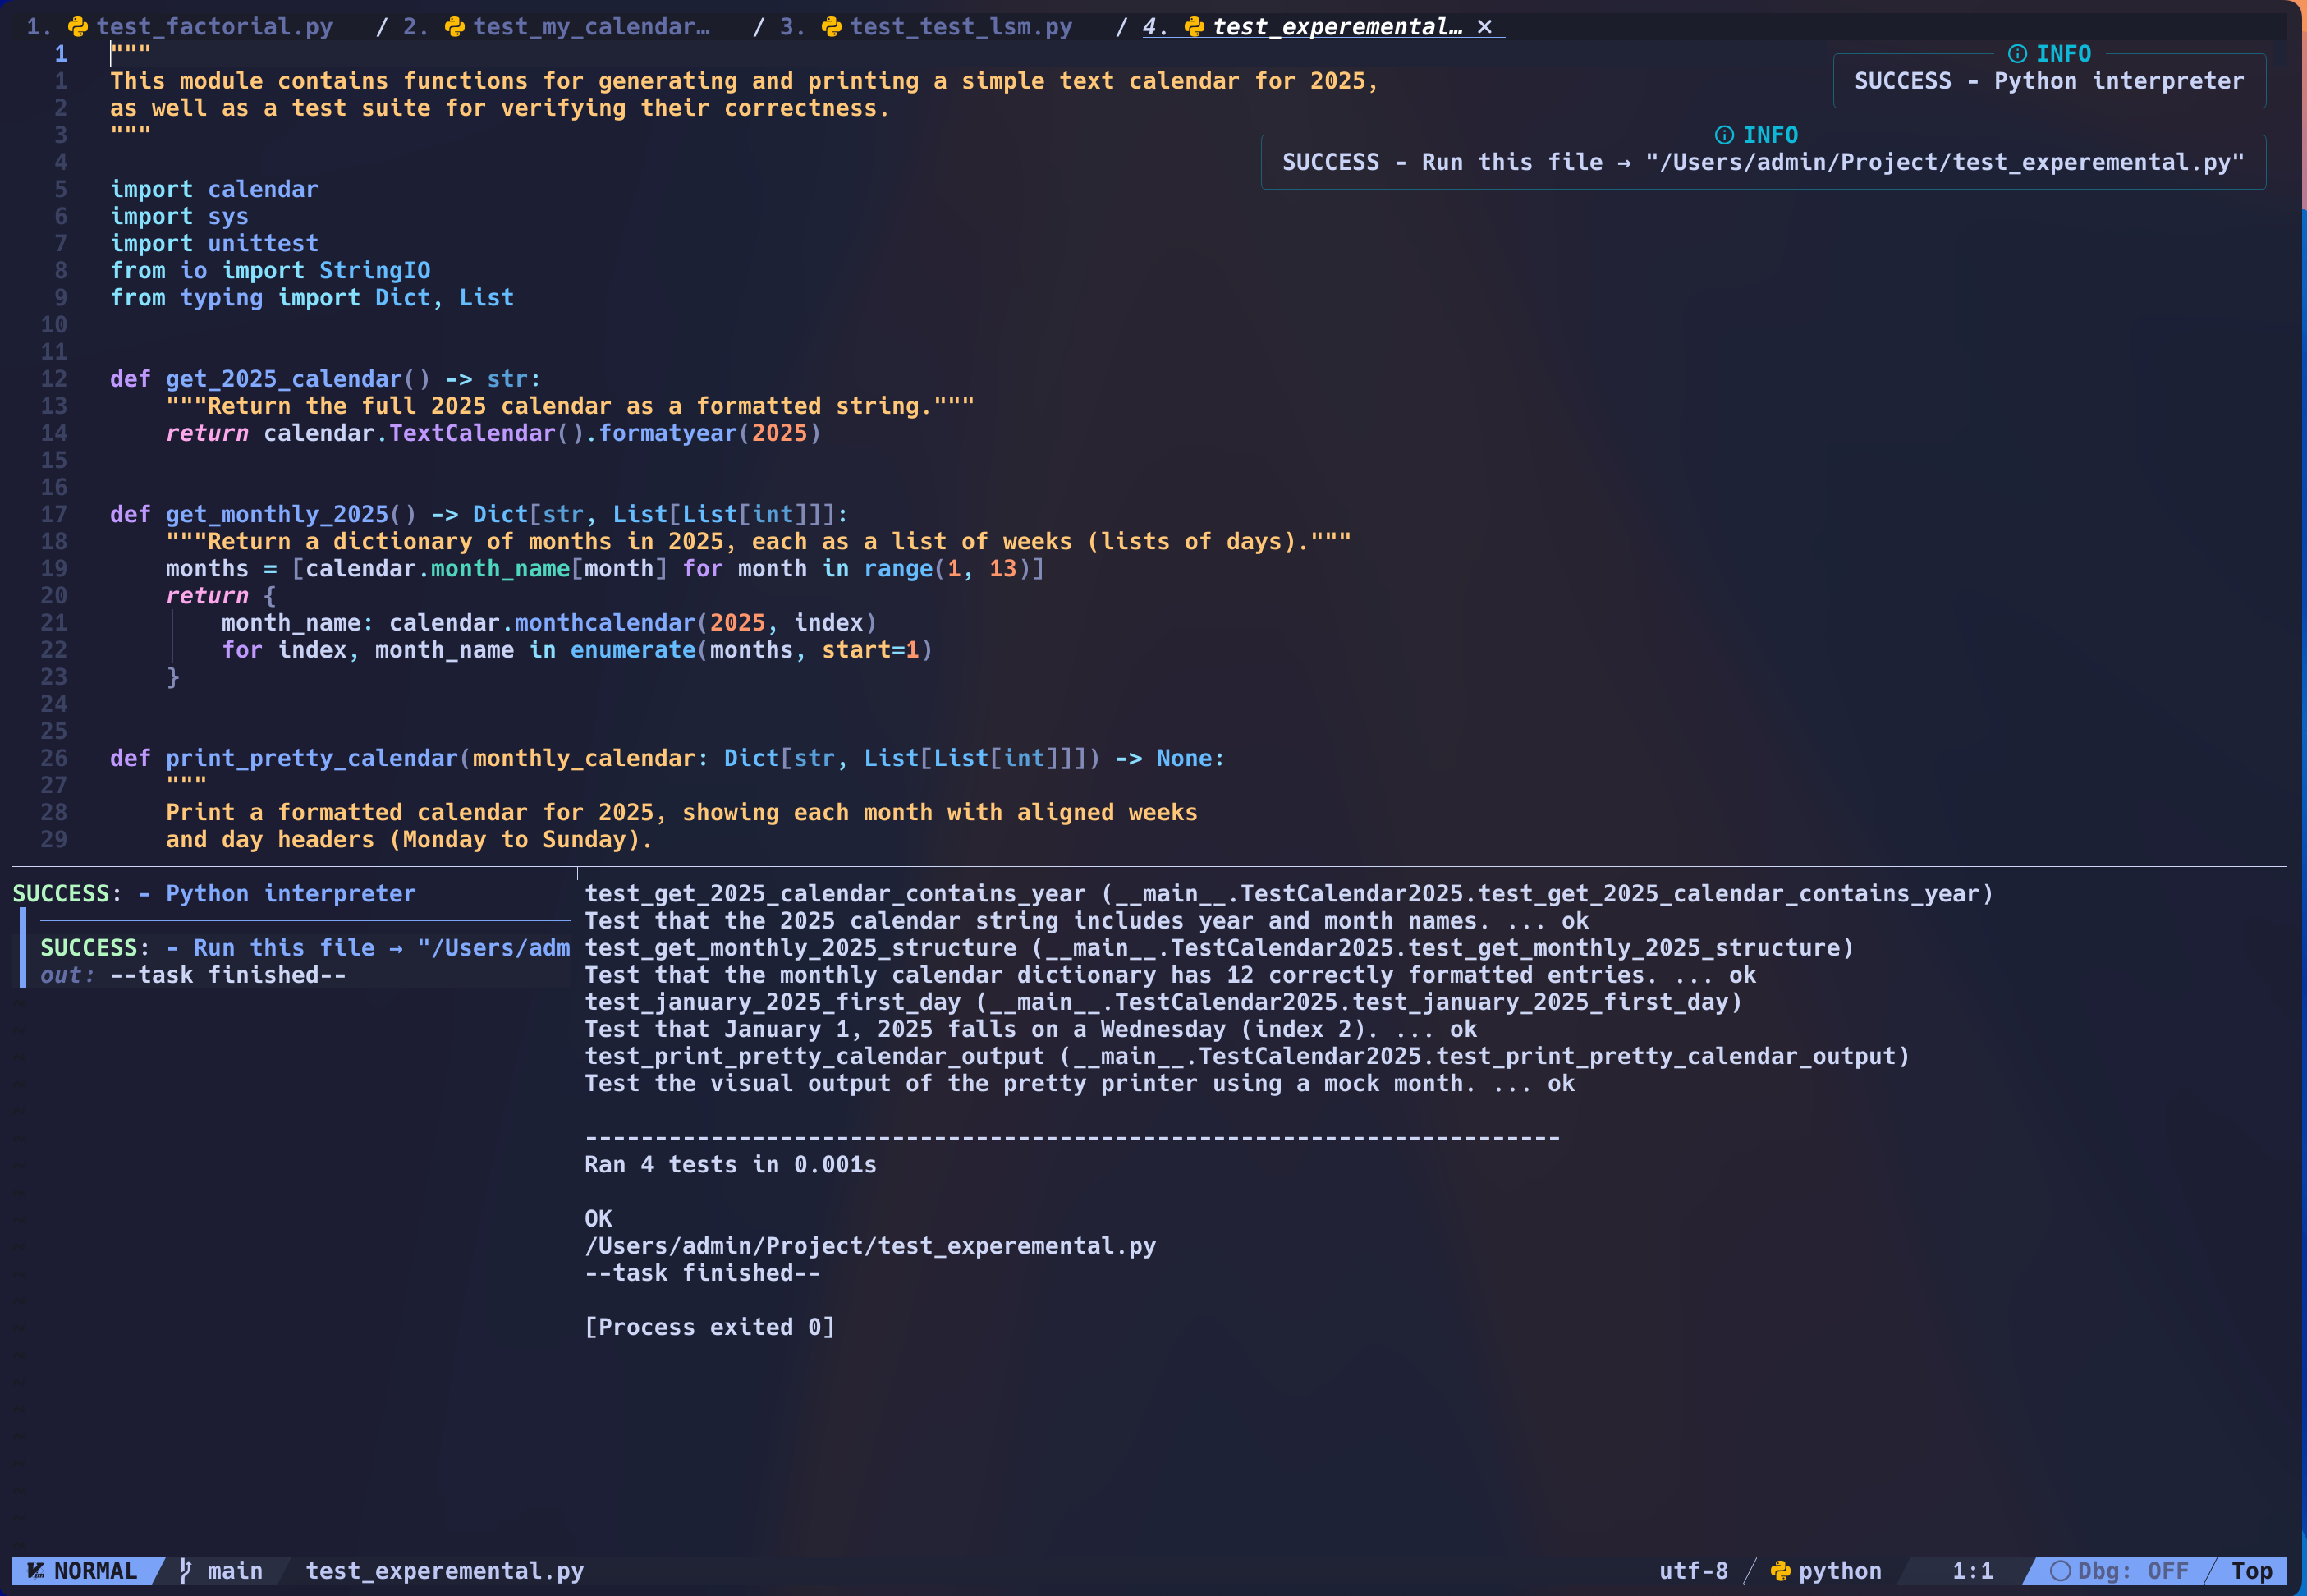 1. test_factorial.py / 2. test_my_calendar… / 3. test_test_lsm.py / 4. test_experemental… ×
1 """
1 This module contains functions for generating and printing a simple text calendar for 2025,
2 as well as a test suite for verifying their correctness.
3 """
4
5 import calendar
6 import sys
7 import unittest
8 from io import StringIO
9 from typing import Dict, List
10
11
12 def get_2025_calendar() -> str:
13     """Return the full 2025 calendar as a formatted string."""
14     return calendar.TextCalendar().formatyear(2025)
15
16
17 def get_monthly_2025() -> Dict[str, List[List[int]]]:
18     """Return a dictionary of months in 2025, each as a list of weeks (lists of days)."""
19     months = [calendar.month_name[month] for month in range(1, 13)]
20     return {
21         month_name: calendar.monthcalendar(2025, index)
22         for index, month_name in enumerate(months, start=1)
23     }
24
25
26 def print_pretty_calendar(monthly_calendar: Dict[str, List[List[int]]]) -> None:
27     """
28     Print a formatted calendar for 2025, showing each month with aligned weeks
29     and day headers (Monday to Sunday).
INFO
SUCCESS - Python interpreter
INFO
SUCCESS - Run this file → "/Users/admin/Project/test_experemental.py"
SUCCESS: - Python interpreter
SUCCESS: - Run this file → "/Users/adm
out: --task finished--
test_get_2025_calendar_contains_year (__main__.TestCalendar2025.test_get_2025_calendar_contains_year)
Test that the 2025 calendar string includes year and month names. ... ok
test_get_monthly_2025_structure (__main__.TestCalendar2025.test_get_monthly_2025_structure)
Test that the monthly calendar dictionary has 12 correctly formatted entries. ... ok
test_january_2025_first_day (__main__.TestCalendar2025.test_january_2025_first_day)
Test that January 1, 2025 falls on a Wednesday (index 2). ... ok
test_print_pretty_calendar_output (__main__.TestCalendar2025.test_print_pretty_calendar_output)
Test the visual output of the pretty printer using a mock month. ... ok
----------------------------------------------------------------------
Ran 4 tests in 0.001s
OK
/Users/admin/Project/test_experemental.py
--task finished--
[Process exited 0]
NORMAL main test_experemental.py utf-8 python 1:1 Dbg: OFF Top